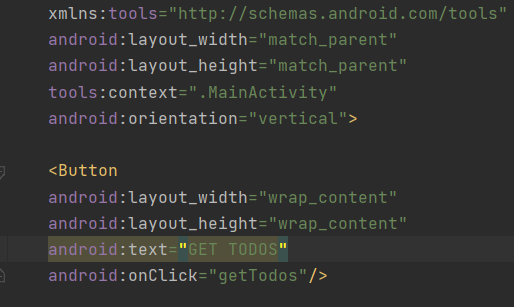 xmlns:tools="http://schemas.android.com/tools"
android:layout_width="match_parent"
android:layout_height="match_parent"
tools:context=".MainActivity"
android:orientation="vertical">
<Button
android:layout_width="wrap_content"
android:layout_height="wrap_content"
android:text="GET TODOS"
android:onClick="getTodos"/>